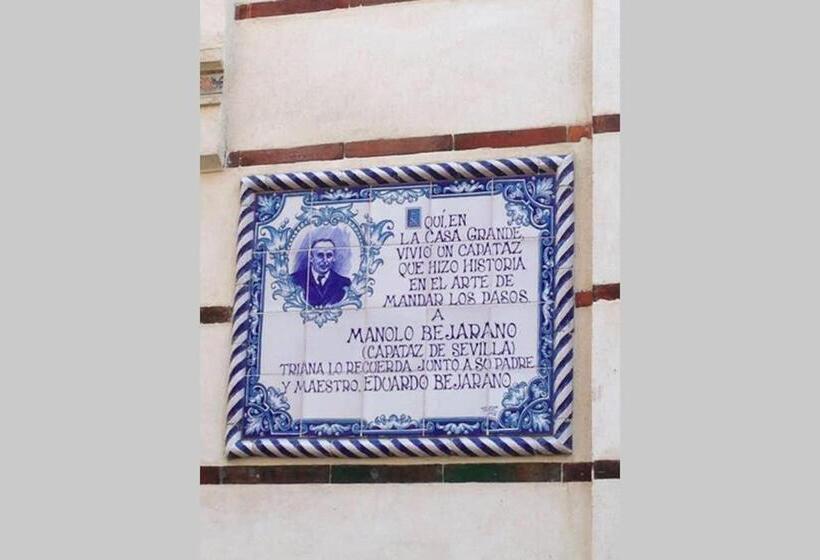 AQUÍ, EN
LA CASA GRANDE,
VIVIÓ UN CAPATAZ
QUE HIZO HISTORIA
EN EL ARTE DE
MANDAR LOS PASOS.
A
MANOLO BEJARANO
(CAPATAZ DE SEVILLA)
TRIANA LO RECUERDA, JUNTO A SU PADRE
Y MAESTRO, EDUARDO BEJARANO